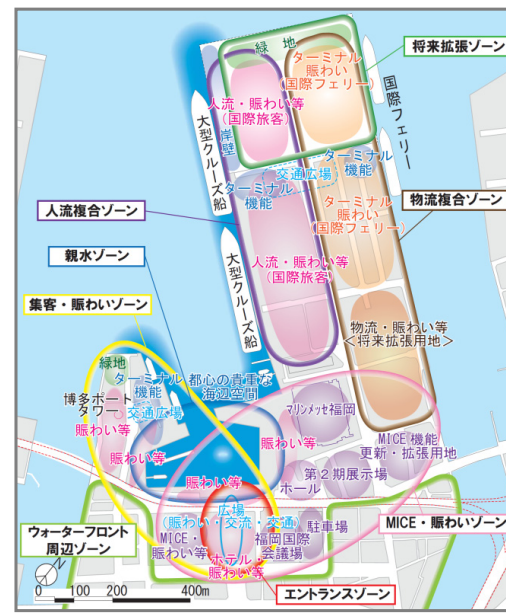 緑 地
将来拡張ゾーン
ターミナル
賑わい
(国際フェリー)
国際フェリー
大型クルーズ船
岸壁
人流・賑わい等
(国際旅客)
ターミナル
機能
交通広場
ターミナル
機能
人流複合ゾーン
物流複合ゾーン
ターミナル
賑わい
(国際フェリー)
親水ゾーン
大型クルーズ船
人流・賑わい等
(国際旅客)
集客・賑わいゾーン
物流・賑わい等
<将来拡張用地>
緑地
ターミナル
機能
都心の貴重な
海辺空間
博多ポート
タワー
交通広場
マリンメッセ福岡
賑わい等
賑わい等
賑わい等
MICE 機能
更新・拡張用地
賑わい等
第2期展示場
ホール
広場
(賑わい・交流・交通)
駐車場
ウォーターフロント
周辺ゾーン
MICE・
賑わい等
福岡国際
会議場
MICE・賑わいゾーン
ホテル・
賑わい等
エントランスゾーン
N
0 100 200 400m